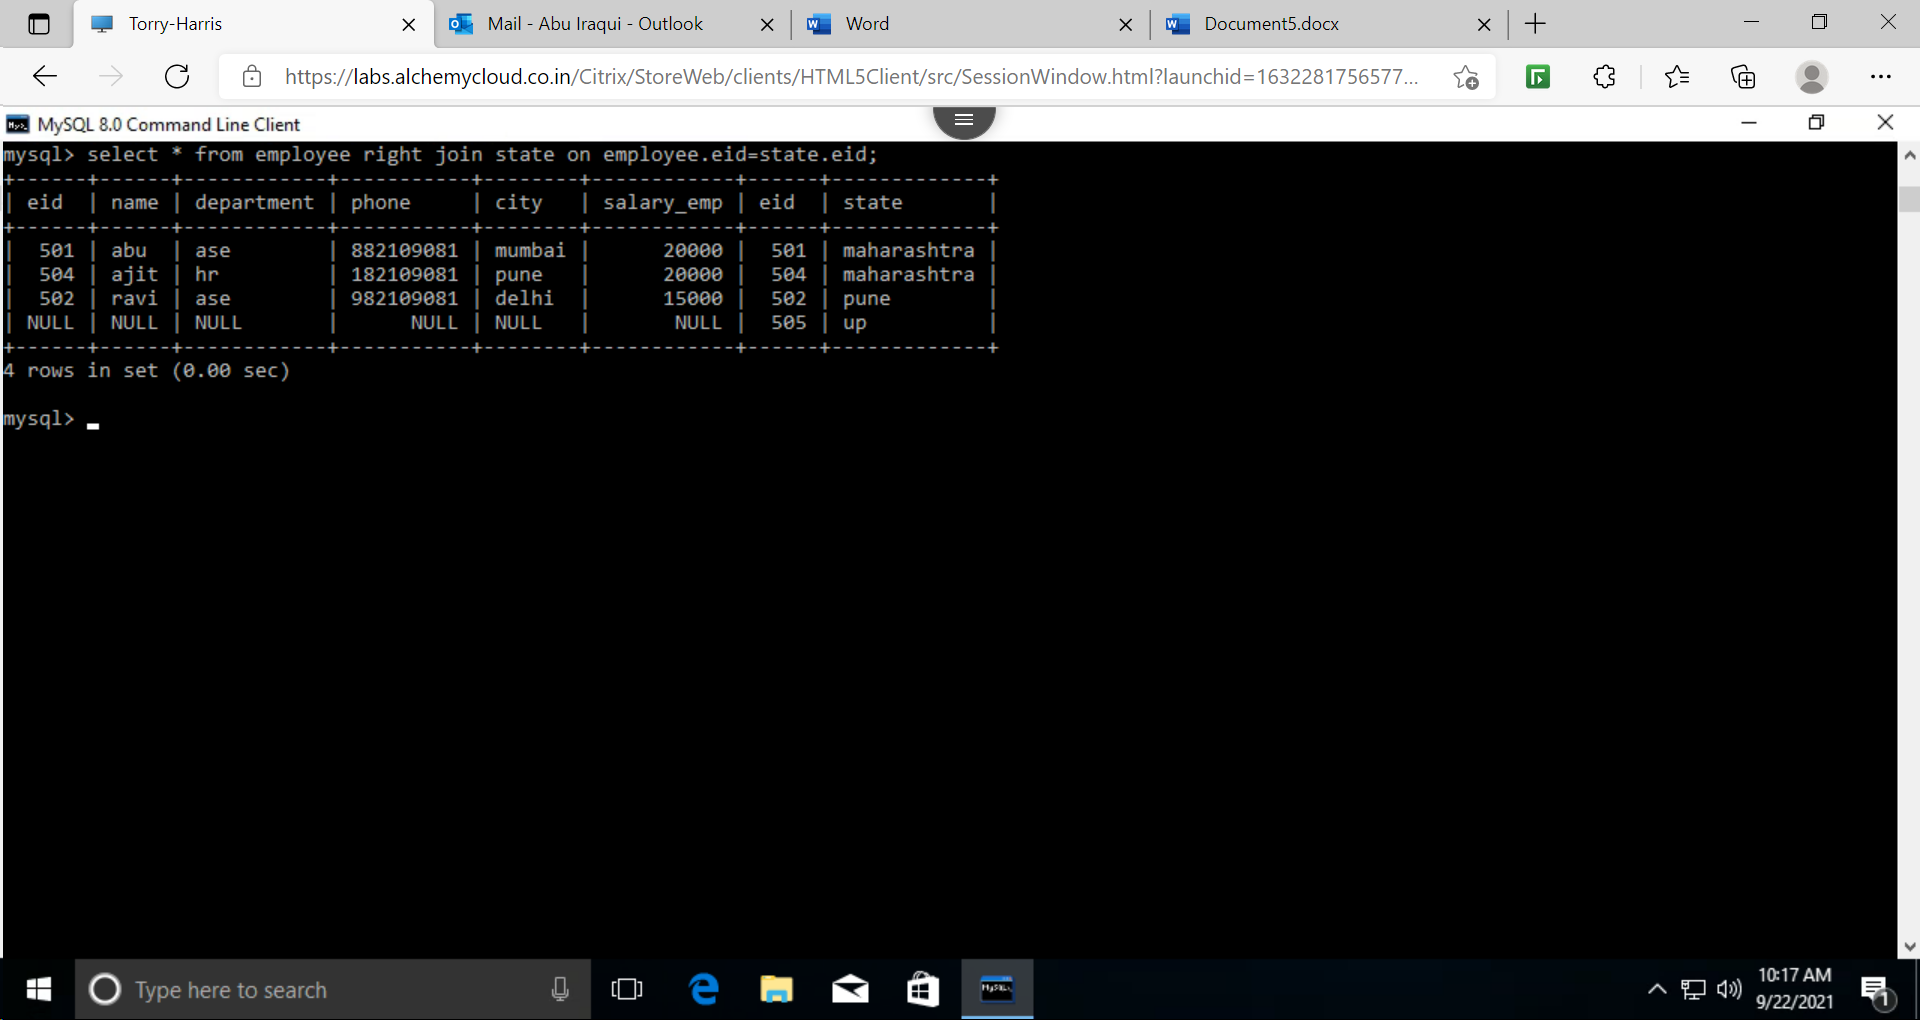 Torry-Harris
Mail - Abu Iraqui - Outlook
Word
Document5.docx
https://labs.alchemycloud.co.in/Citrix/StoreWeb/clients/HTML5Client/src/SessionWindow.html?launchid=1632281756577...
MySQL 8.0 Command Line Client
mysql> select * from employee right join state on employee.eid=state.eid;
+------+------+------------+-----------+--------+------------+------+-------------+
| eid  | name | department | phone     | city   | salary_emp | eid  | state       |
+------+------+------------+-----------+--------+------------+------+-------------+
|  501 | abu  | ase        | 882109081 | mumbai |      20000 |  501 | maharashtra |
|  504 | ajit | hr         | 182109081 | pune   |      20000 |  504 | maharashtra |
|  502 | ravi | ase        | 982109081 | delhi  |      15000 |  502 | pune        |
| NULL | NULL | NULL       |      NULL | NULL   |       NULL |  505 | up          |
+------+------+------------+-----------+--------+------------+------+-------------+
4 rows in set (0.00 sec)
mysql>
Type here to search
10:17 AM
9/22/2021
1